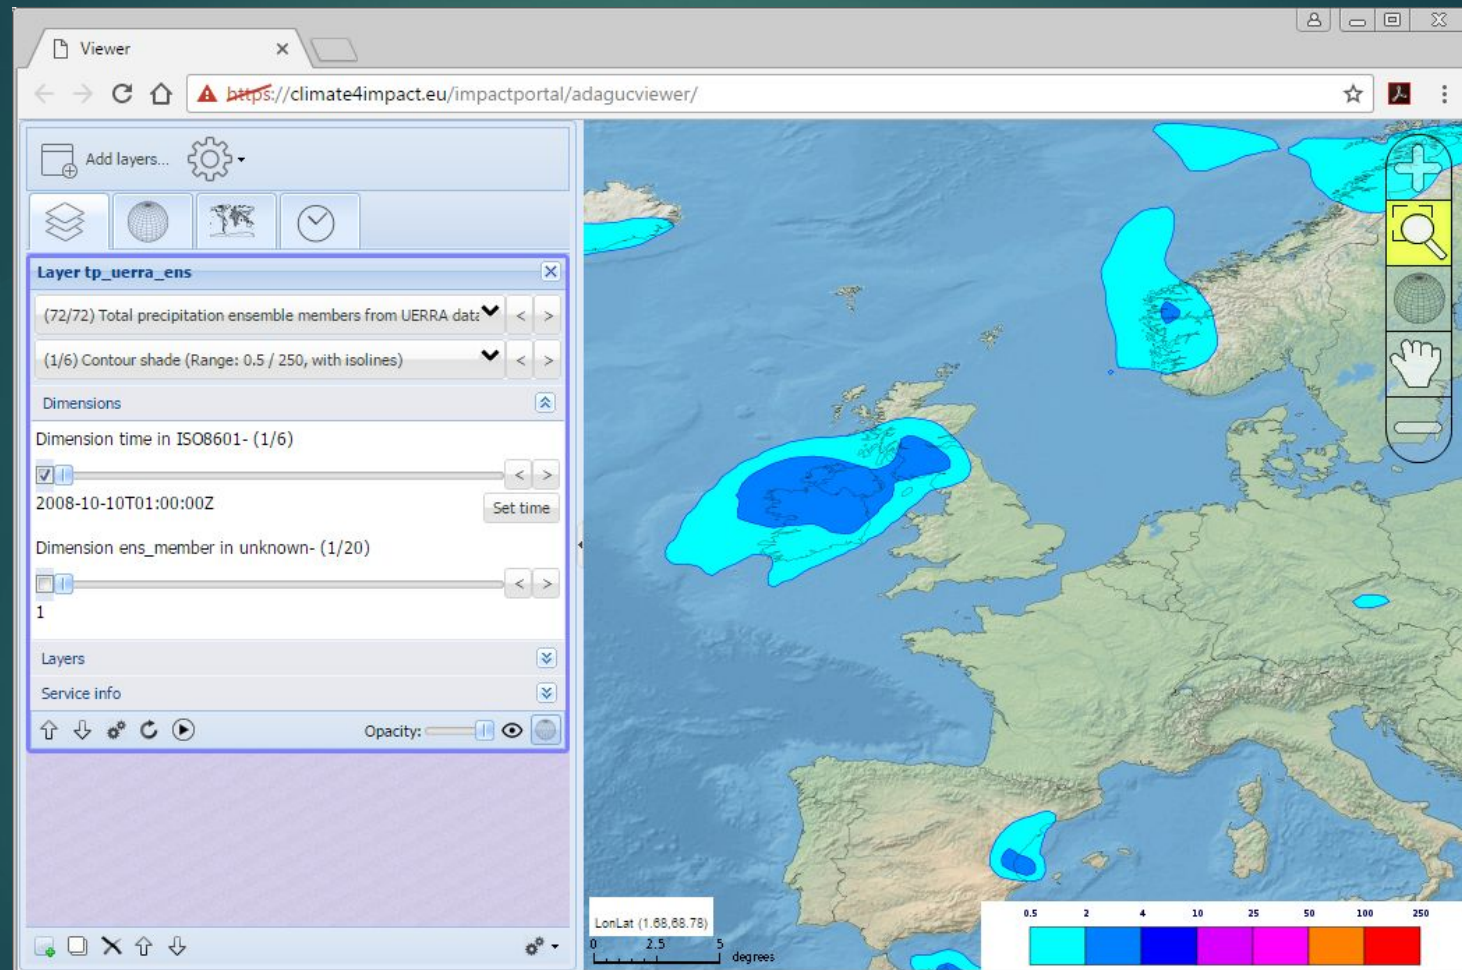 Viewer
https://climate4impact.eu/impactportal/adagucviewer/
Add layers...
Layer tp_uerra_ens
(72/72) Total precipitation ensemble members from UERRA data
(1/6) Contour shade (Range: 0.5 / 250, with isolines)
Dimensions
Dimension time in ISO8601- (1/6)
2008-10-10T01:00:00Z
Set time
Dimension ens_member in unknown- (1/20)
1
Layers
Service info
Opacity:
LonLat (1.68,68.78)
0 2.5 5
degrees
0.5 2 4 10 25 50 100 250